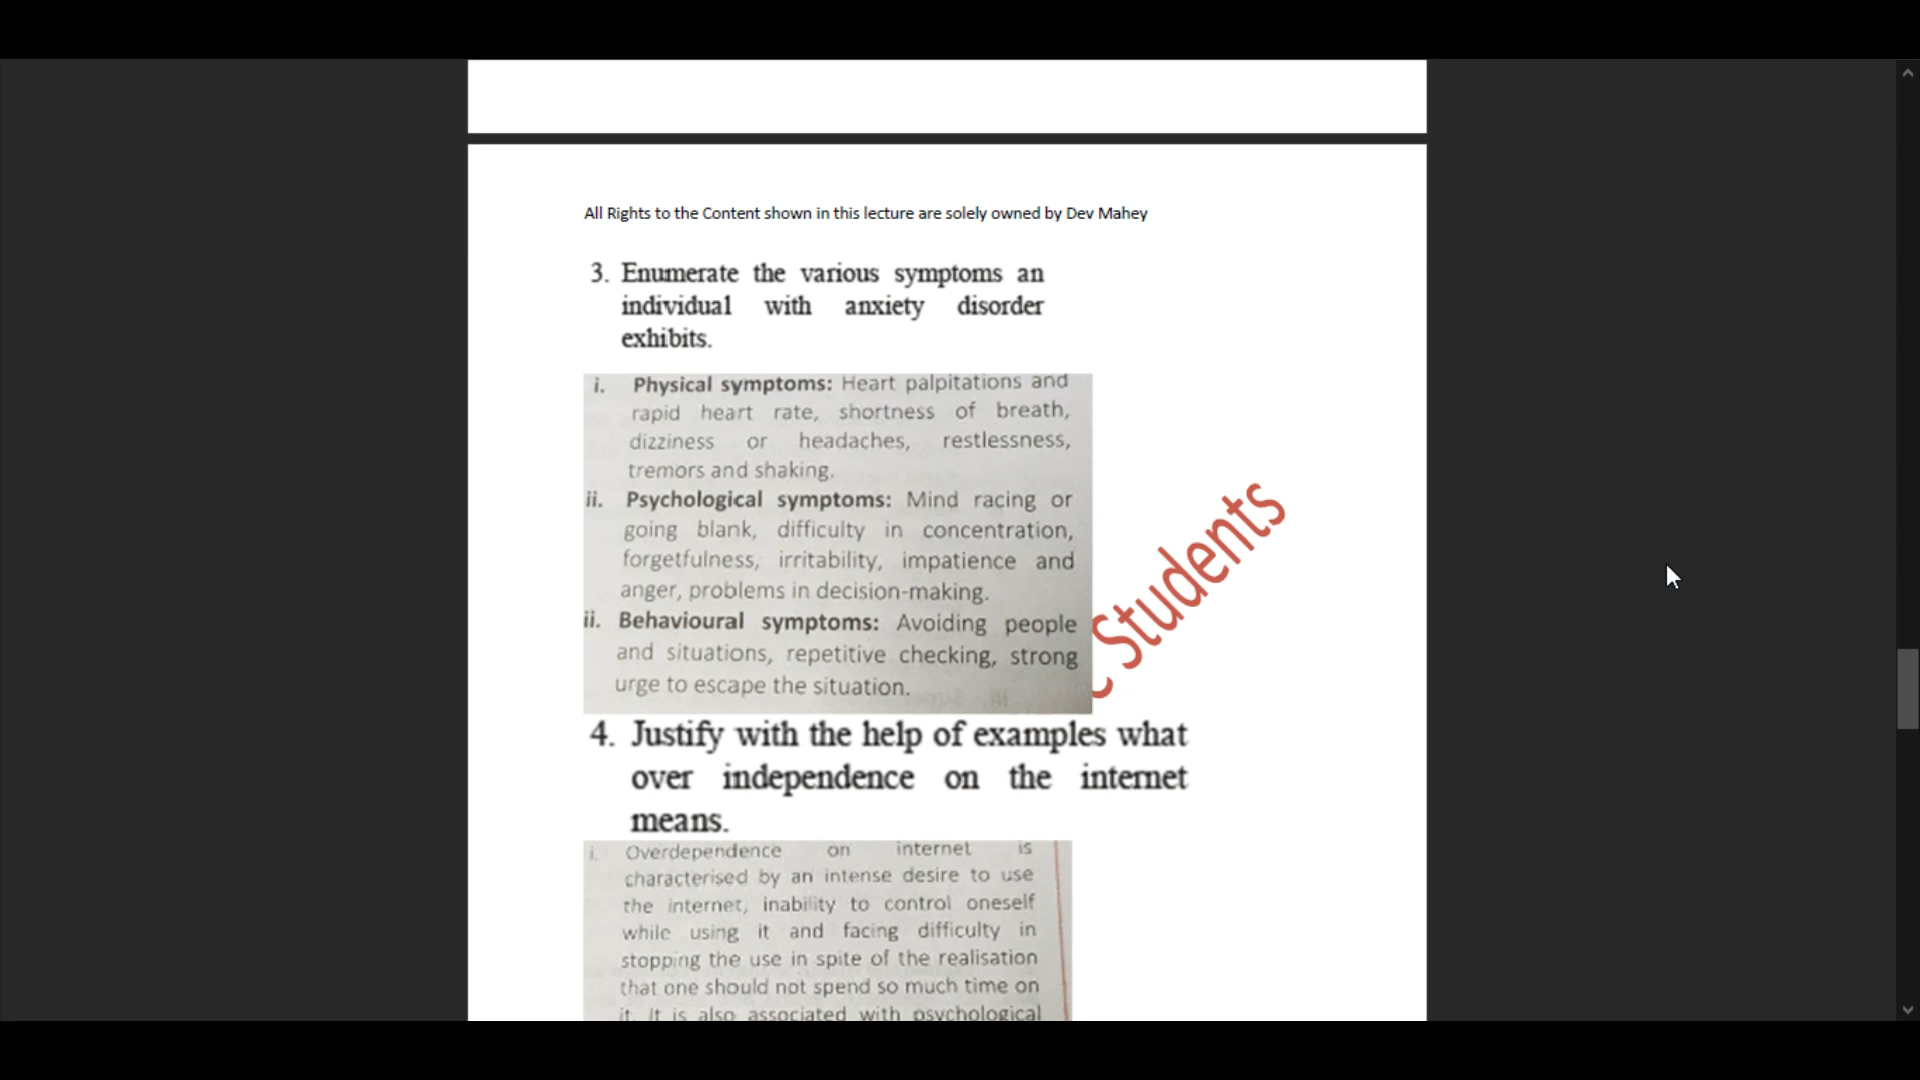 All Rights to the Content shown in this lecture are solely owned by Dev Mahey
3. Enumerate the various symptoms an
individual with anxiety disorder
exhibits.
i. Physical symptoms: Heart palpitations and
rapid heart rate, shortness of breath,
dizziness or headaches, restlessness,
tremors and shaking.
ii. Psychological symptoms: Mind racing or
going blank, difficulty in concentration,
forgetfulness, irritability, impatience and
anger, problems in decision-making.
ii. Behavioural symptoms: Avoiding people
and situations, repetitive checking, strong
urge to escape the situation.
Students
4. Justify with the help of examples what
over independence on the internet
means.
i. Overdependence on internet is
characterised by an intense desire to use
the internet, inability to control oneself
while using it and facing difficulty in
stopping the use in spite of the realisation
that one should not spend so much time on
it. It is also associated with psychological